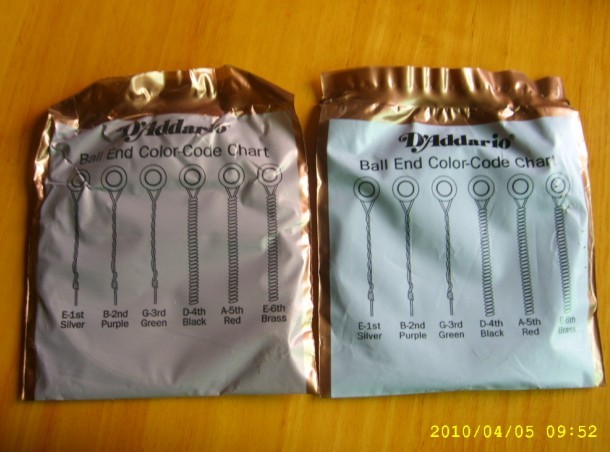 D'Addario
Ball End Color-Code Chart
E-1st B-2nd G-3rd D-4th A-5th E-6th
Silver Purple Green Black Red Brass
D'Addario®
Ball End Color-Code Chart
E-1st B-2nd G-3rd D-4th A-5th E-6th
Silver Purple Green Black Red Brass
2010/04/05 09:52